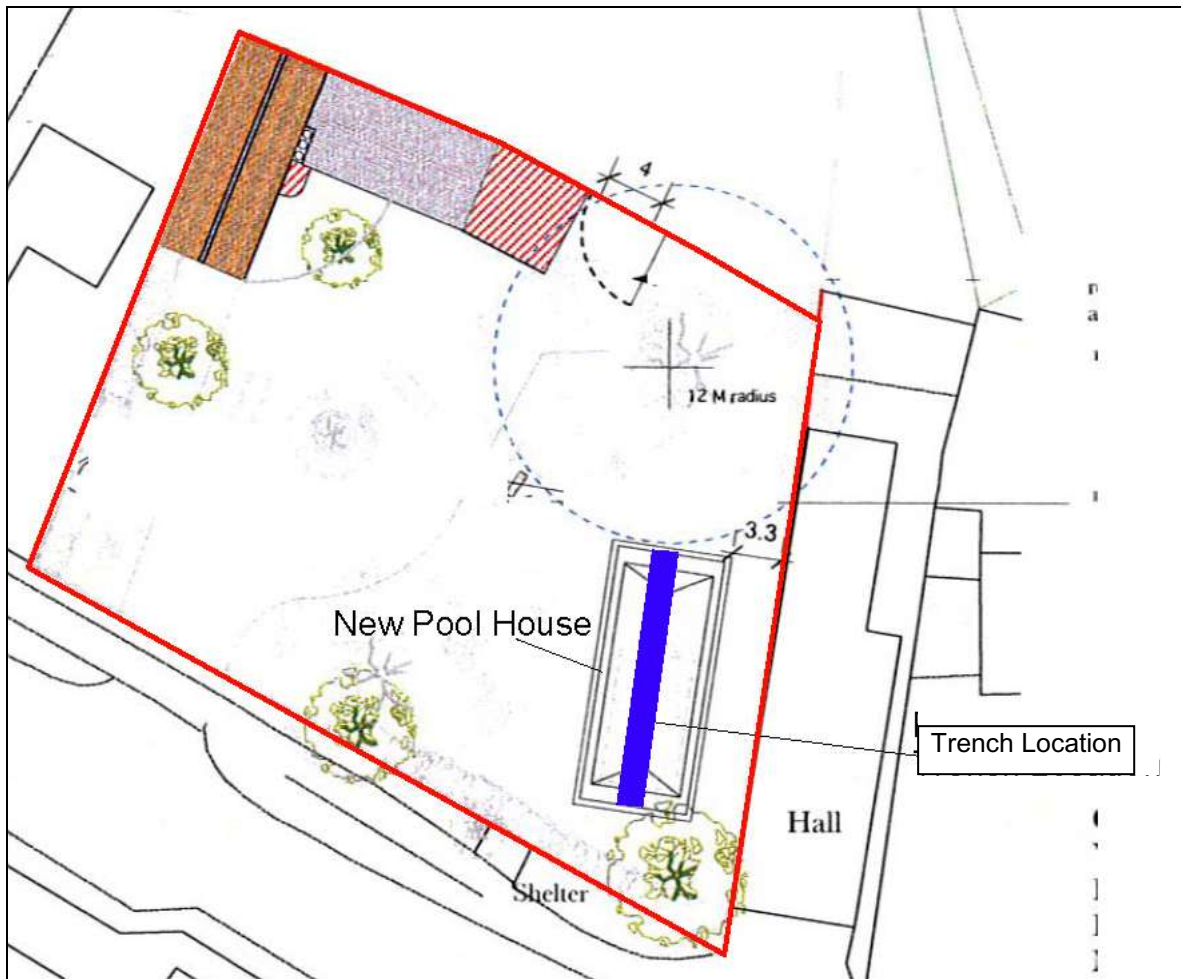 4
12 M radius
3.3
New Pool House
Trench Location
Hall
Shelter